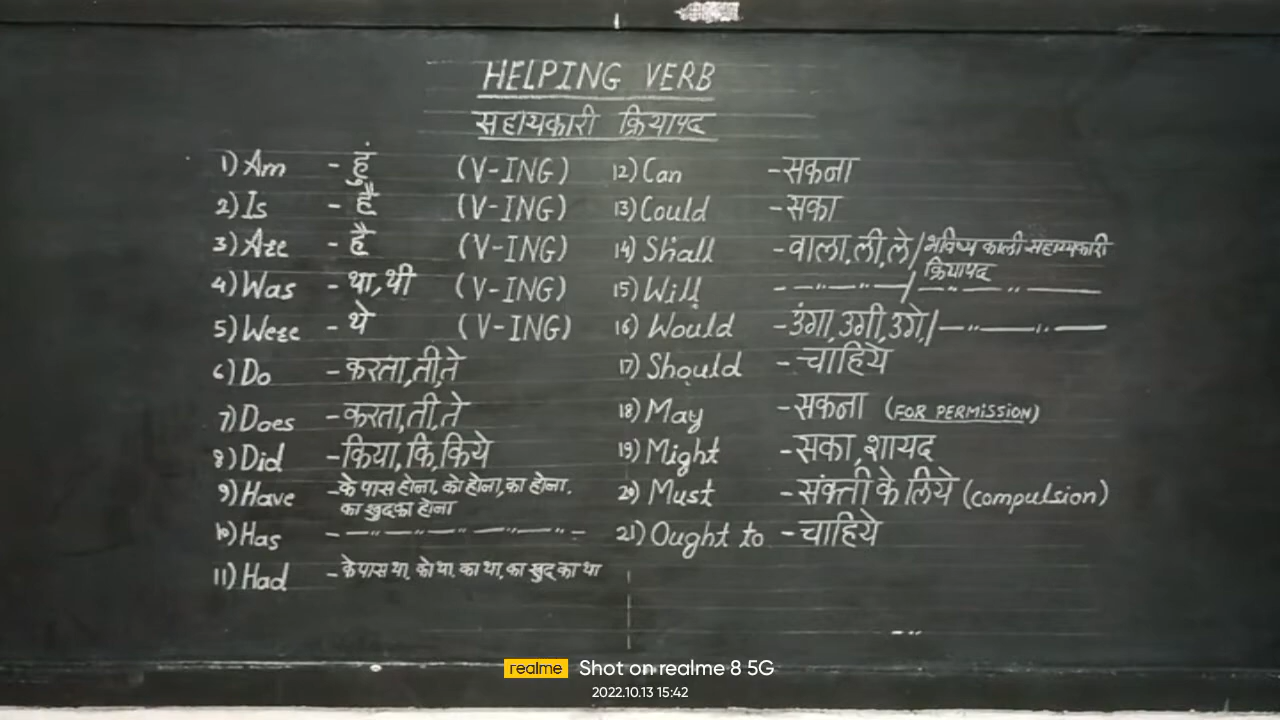 HELPING VERB
सहायकारी क्रियापद
1) Am - हुं (V-ING)
2) Is - है (V-ING)
3) Are - है (V-ING)
4) Was - था,थी (V-ING)
5) Were - थे (V-ING)
6) Do - करता,ती,ते
7) Does - करता,ती,ते
8) Did - किया,कि,किये
9) Have - के पास होना, को होना, का होना.
का खुदका होना
10) Has - — " — " — " — " — " —
11) Had - के पास था, को था, का था, का खुद का था
12) Can - सकना
13) Could - सका
14) Shall - वाला,ली,ले/भविष्य काली सहाय्यकारी
क्रियापद
15) Will - — " — " —/— " — " —
16) Would - उंगा,उगी,उगे,/— " — " —
17) Should - चाहिये
18) May - सकना (FOR PERMISSION)
19) Might - सका,शायद
20) Must - संक्ती के लिये (compulsion)
21) Ought to - चाहिये
realme Shot on realme 8 5G
2022.10.13 15:42